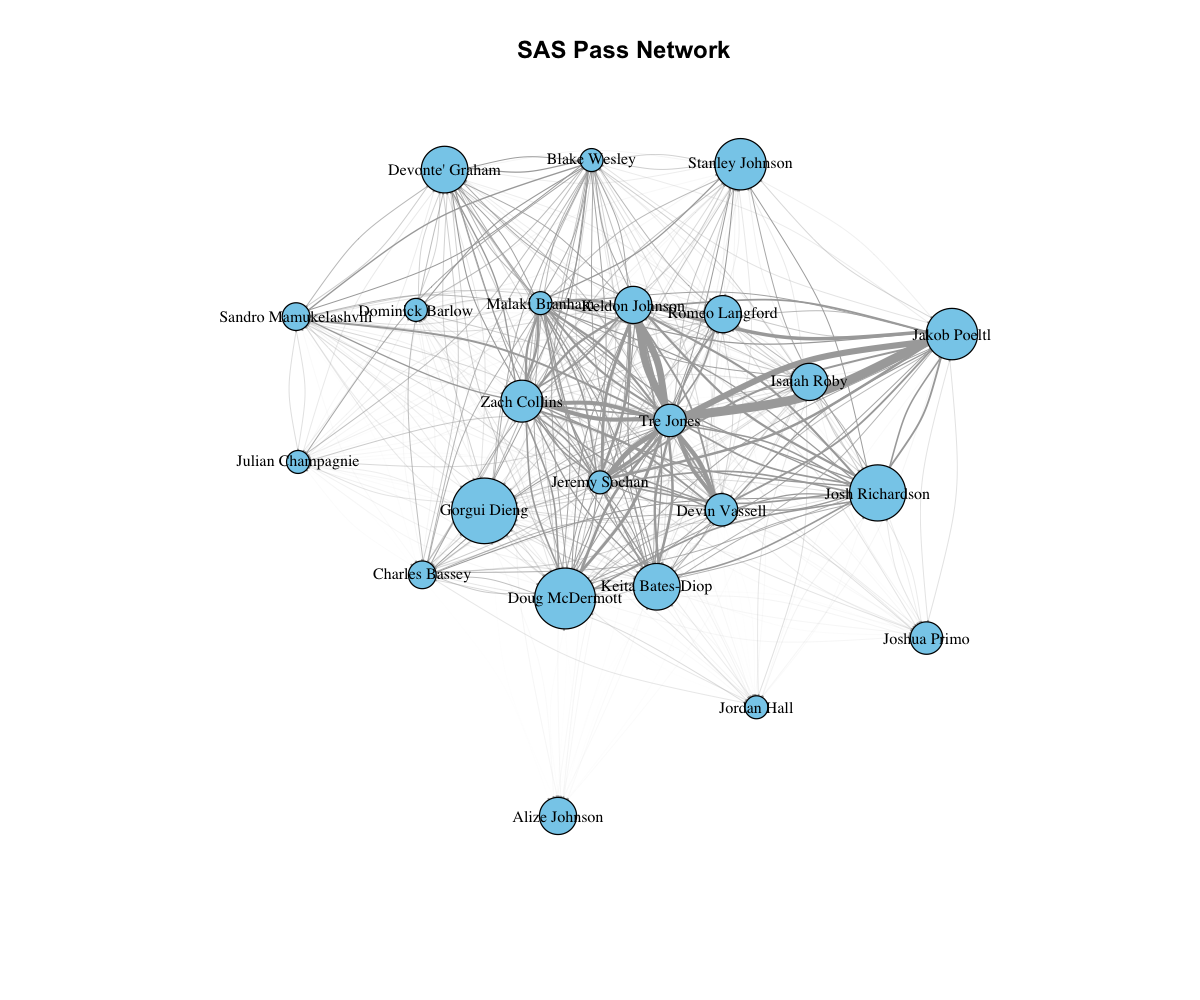 SAS Pass Network
Devonte' Graham
Blake Wesley
Stanley Johnson
Sandro Mamukelashvili
Dominick Barlow
Malaki Branham
Keldon Johnson
Romeo Langford
Jakob Poeltl
Isaiah Roby
Zach Collins
Tre Jones
Julian Champagnie
Jeremy Sochan
Josh Richardson
Gorgui Dieng
Devin Vassell
Charles Bassey
Doug McDermott
Keita Bates-Diop
Joshua Primo
Jordan Hall
Alize Johnson